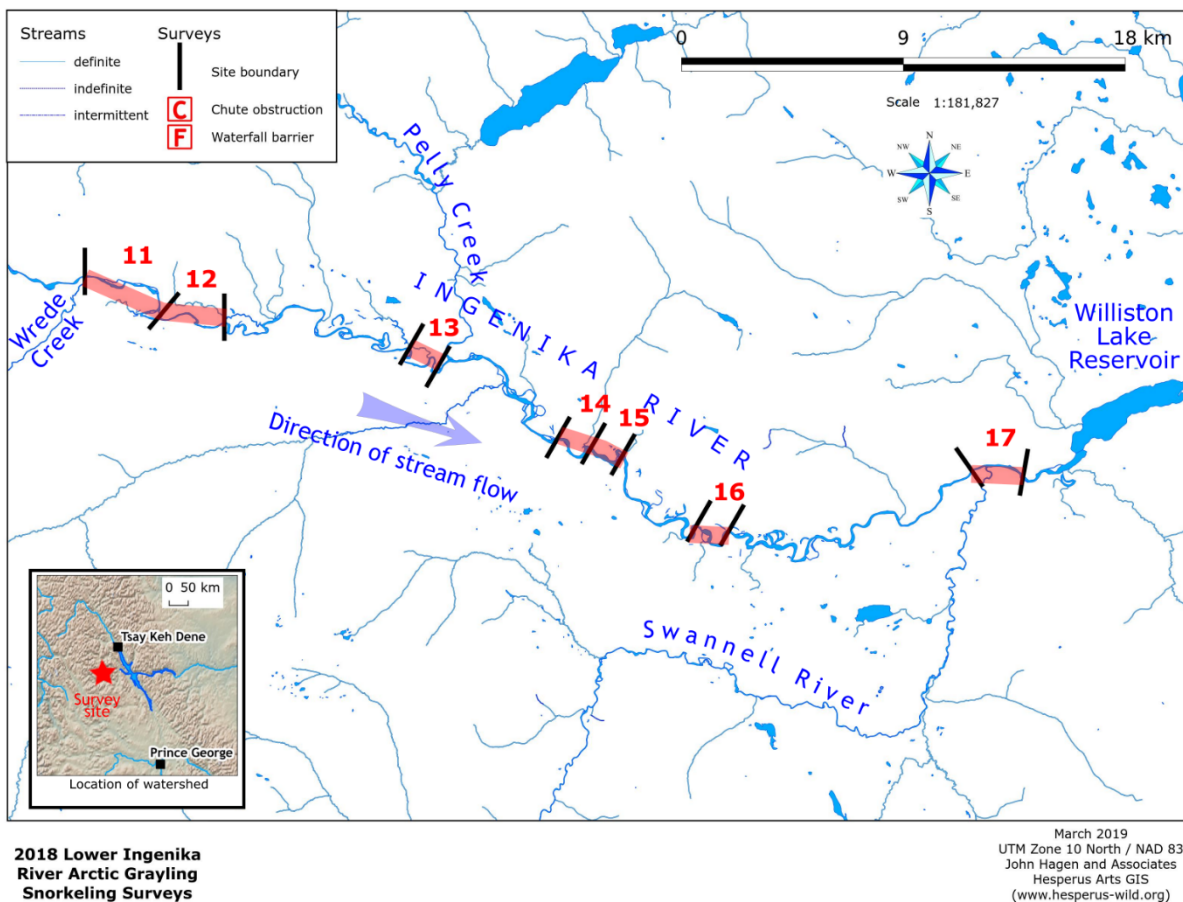 Streams
definite
indefinite
intermittent
Surveys
Site boundary
C Chute obstruction
F Waterfall barrier
0 9 18 km
Scale 1:181,827
N
NW NE
W E
SW SE
S
Pelly Creek
11
12
13
INGENIKA RIVER
14
15
16
17
Wrede
Creek
Williston
Lake
Reservoir
Direction of stream flow
Swannell River
0 50 km
Tsay Keh Dene
Survey
site
Prince George
Location of watershed
2018 Lower Ingenika
River Arctic Grayling
Snorkeling Surveys
March 2019
UTM Zone 10 North / NAD 83
John Hagen and Associates
Hesperus Arts GIS
(www.hesperus-wild.org)